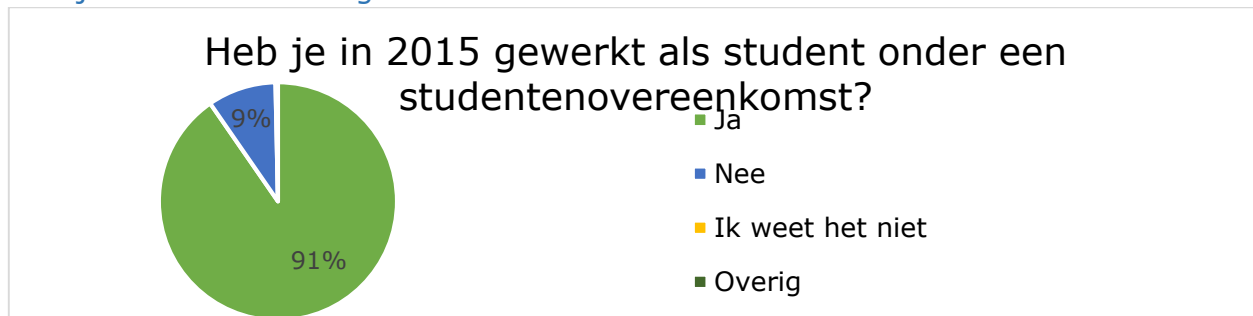 Heb je in 2015 gewerkt als student onder een
studentenovereenkomst?
9%
91%
Ja
Nee
Ik weet het niet
Overig